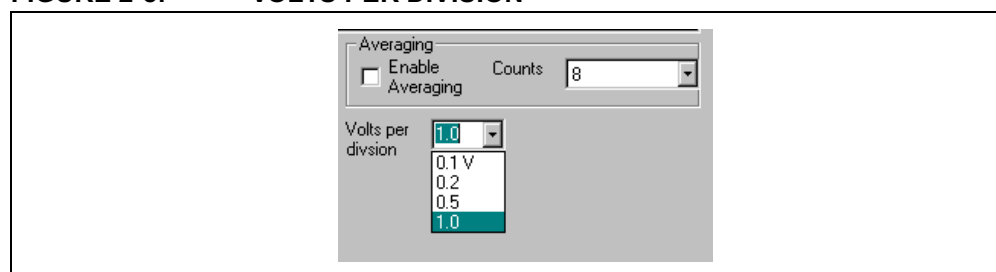 FIGURE 2-6: VOLTS PER DIVISION
Averaging
Enable Averaging
Counts
8
Volts per
divsion
1.0
0.1 V
0.2
0.5
1.0